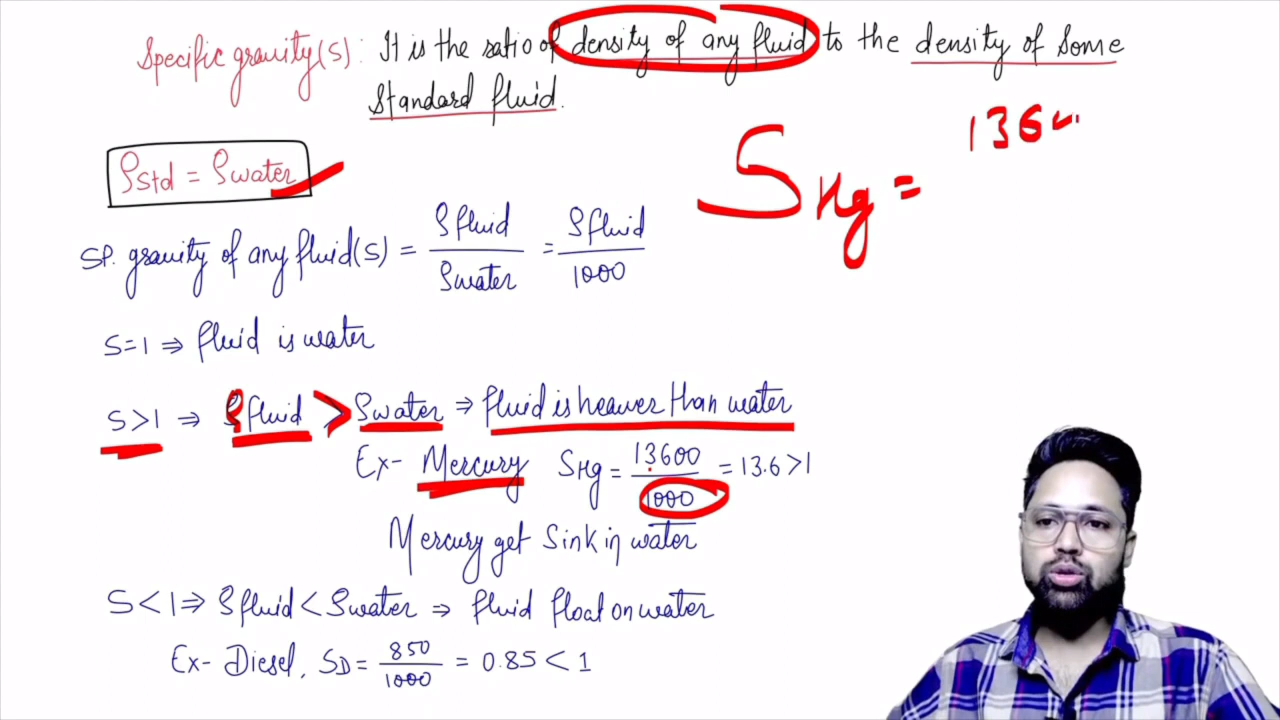 Specific gravity(S): It is the ratio of density of any fluid to the density of Some
Standard fluid.
ρstd = ρwater
SP. gravity of any fluid(S) = ρfluid/ρwater = ρfluid/1000
S=1 ⇒ fluid is water
S>1 ⇒ ρfluid > ρwater ⇒ fluid is heavier than water
Ex- Mercury SHg = 13600/1000 = 13.6>1
Mercury get Sink in water
S<1 ⇒ ρfluid < ρwater ⇒ fluid float on water
Ex- Diesel, SD = 850/1000 = 0.85 < 1
SHg =